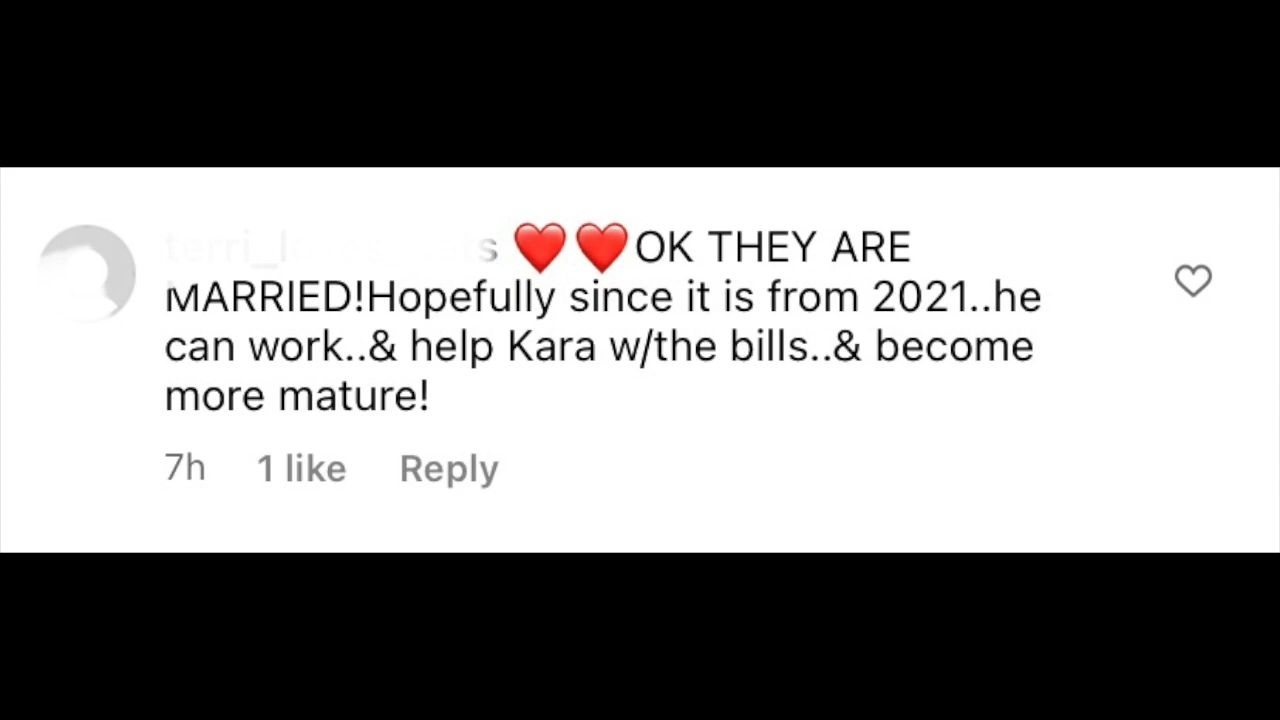 ❤️❤️OK THEY ARE
MARRIED!Hopefully since it is from 2021..he
can work..& help Kara w/the bills..& become
more mature!
7h 1 like Reply